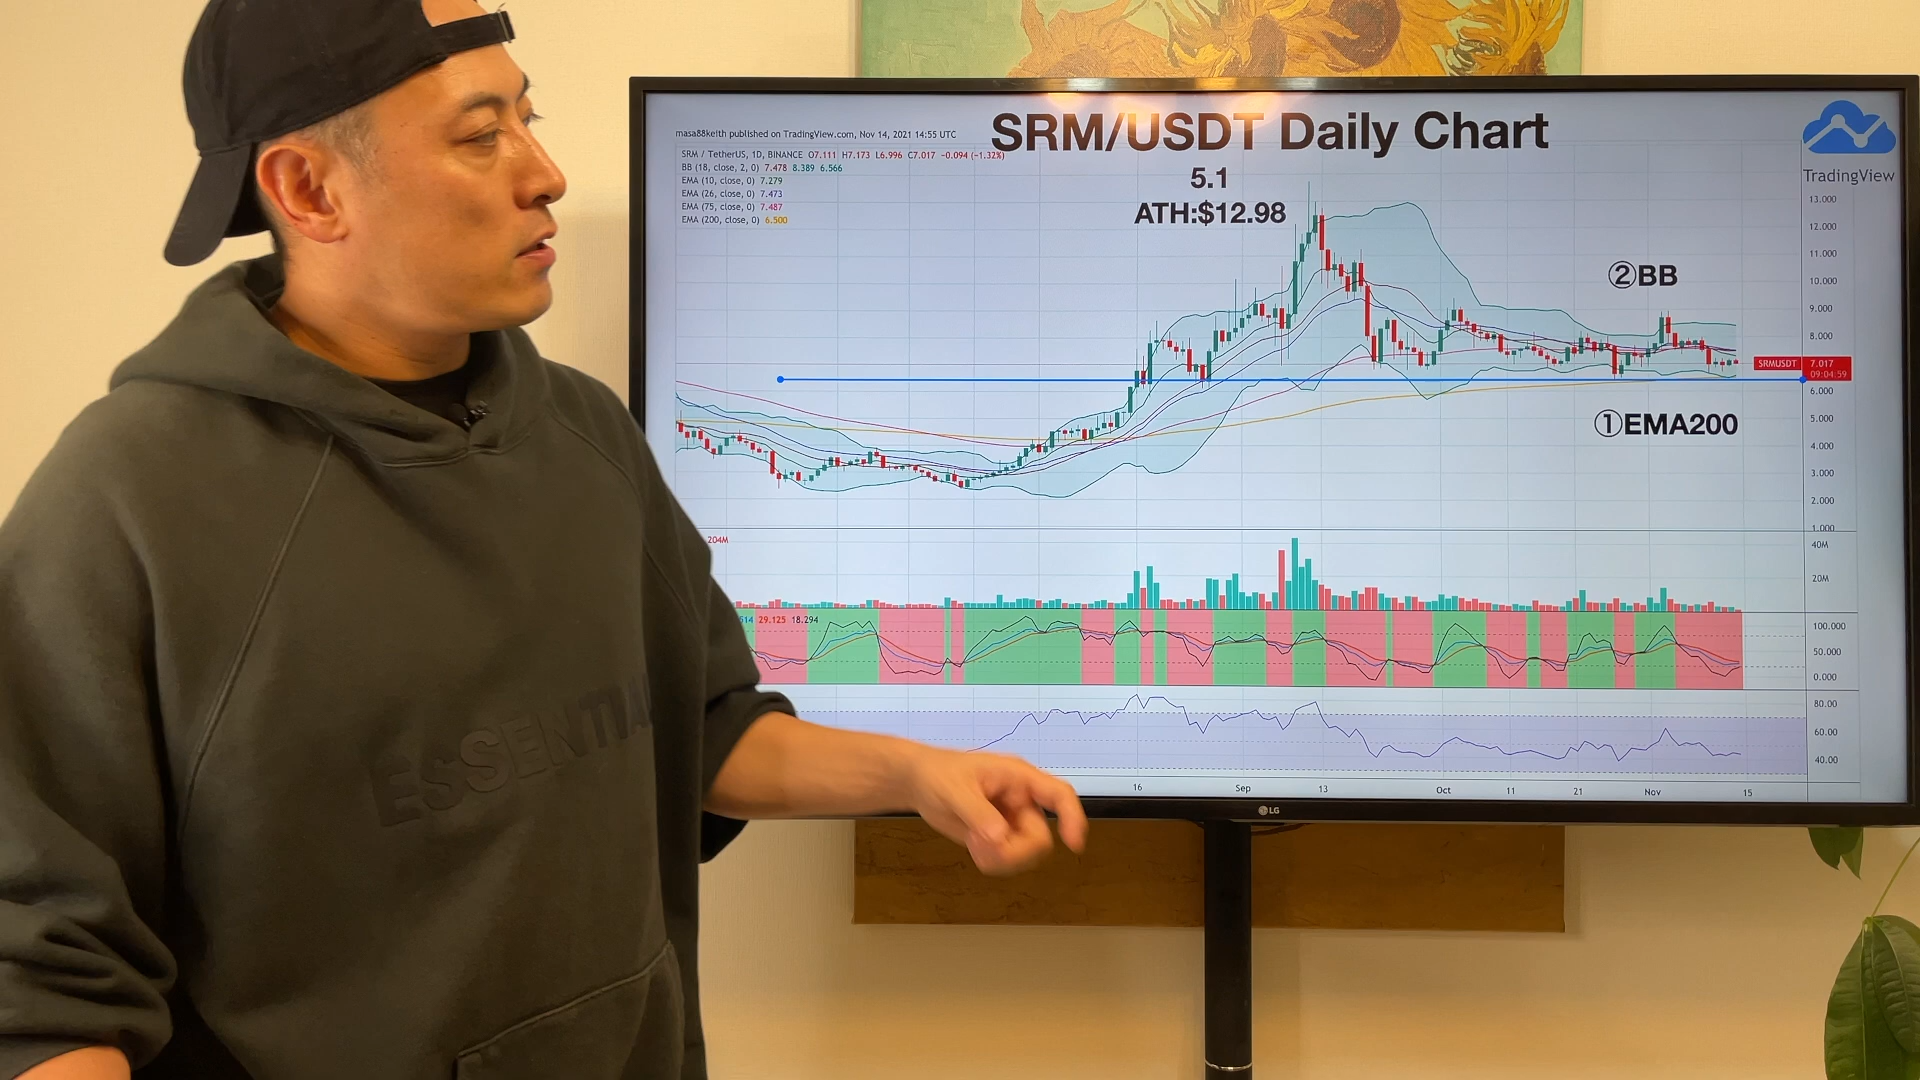 SRM/USDT Daily Chart
masa88keith published on TradingView.com, Nov 14, 2021 14:55 UTC
SRM / TetherUS, 1D, BINANCE O7.111 H7.173 L6.996 C7.017 −0.094 (−1.32%)
BB (18, close, 2, 0) 7.478 8.389 6.566
EMA (10, close, 0) 7.279
EMA (26, close, 0) 7.473
EMA (75, close, 0) 7.487
EMA (200, close, 0) 6.500
5.1
ATH:$12.98
TradingView
②BB
①EMA200
13.000
12.000
11.000
10.000
9.000
8.000
SRMUSDT 7.017
09:04:59
6.000
5.000
4.000
3.000
2.000
1.000
204M
40M
20M
29.125 18.294
100.000
50.000
0.000
80.00
60.00
40.00
16 Sep 13 Oct 11 21 Nov 15
LG